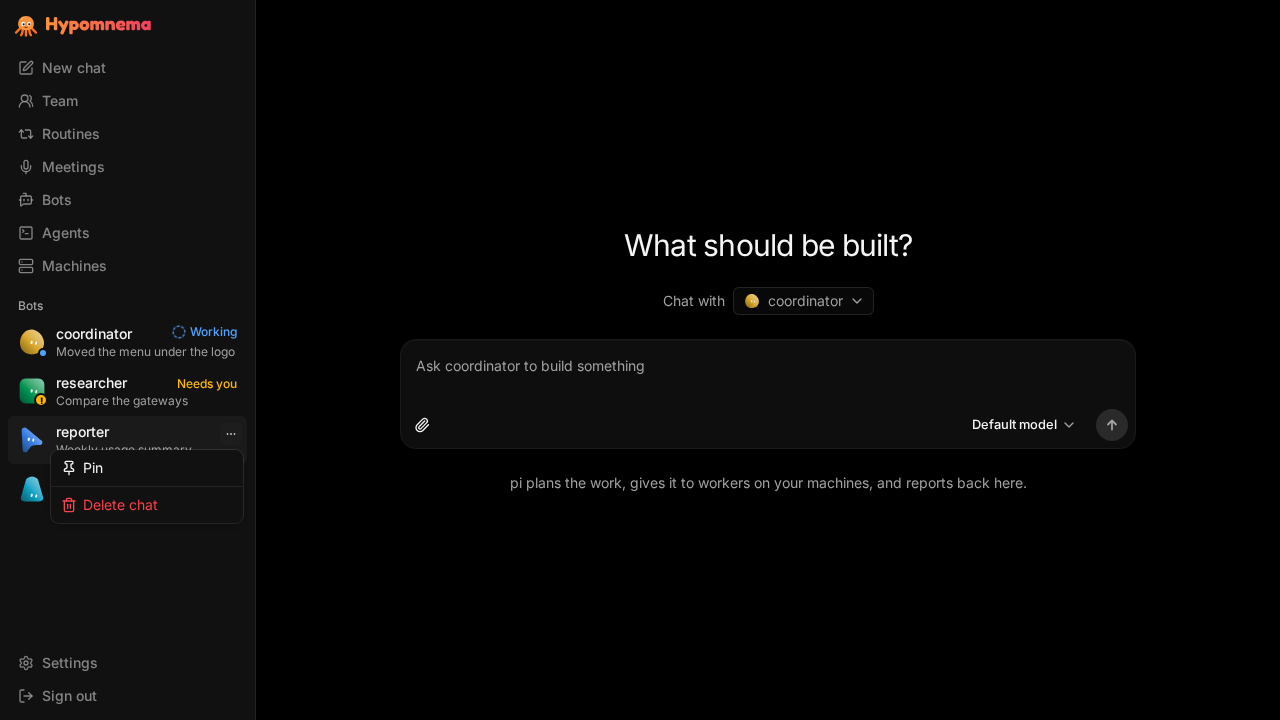 Hypomnema
New chat
Team
Routines
Meetings
Bots
Agents
Machines
Bots
coordinator
Working
Moved the menu under the logo
researcher
Needs you
Compare the gateways
reporter
Weekly usage summary
Pin
Delete chat
Settings
Sign out
What should be built?
Chat with
coordinator
Ask coordinator to build something
Default model
pi plans the work, gives it to workers on your machines, and reports back here.